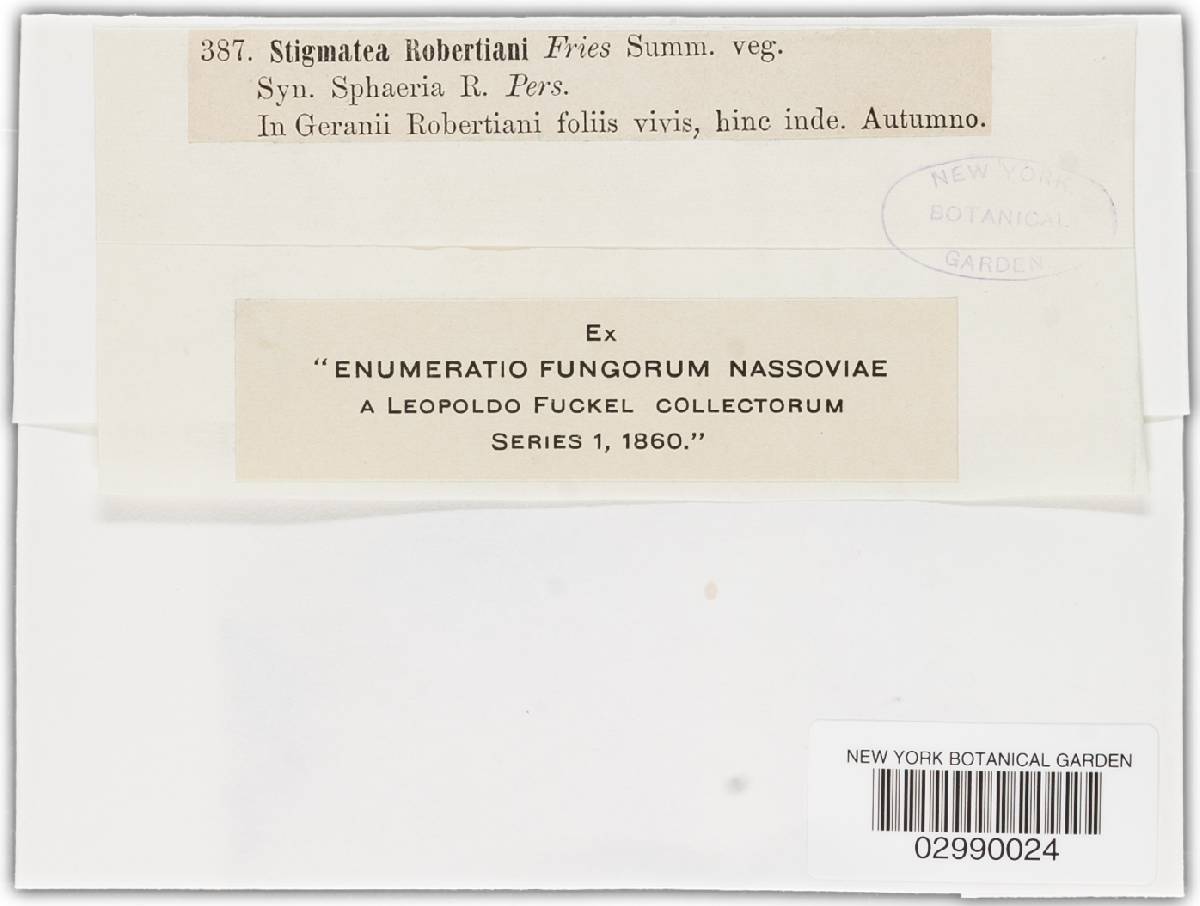 387. Stigmatea Robertiani Fries Summ. veg.
Syn. Sphaeria R. Pers.
In Geranii Robertiani foliis vivis, hinc inde. Autumno.
NEW YORK
BOTANICAL
GARDEN
Ex
“ENUMERATIO FUNGORUM NASSOVIAE
A LEOPOLDO FUCKEL COLLECTORUM
SERIES 1, 1860.”
NEW YORK BOTANICAL GARDEN
02990024